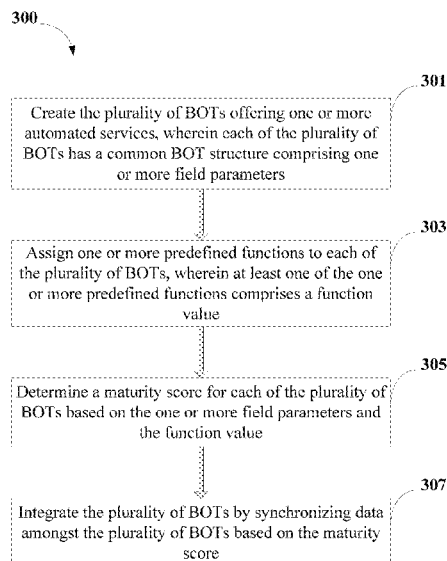 300
301
Create the plurality of BOTs offering one or more
automated services, wherein each of the plurality of
BOTs has a common BOT structure comprising one
or more field parameters
303
Assign one or more predefined functions to each of
the plurality of BOTs, wherein at least one of the one
or more predefined functions comprises a function
value
305
Determine a maturity score for each of the plurality of
BOTs based on the one or more field parameters and
the function value
307
Integrate the plurality of BOTs by synchronizing data
amongst the plurality of BOTs based on the maturity
score